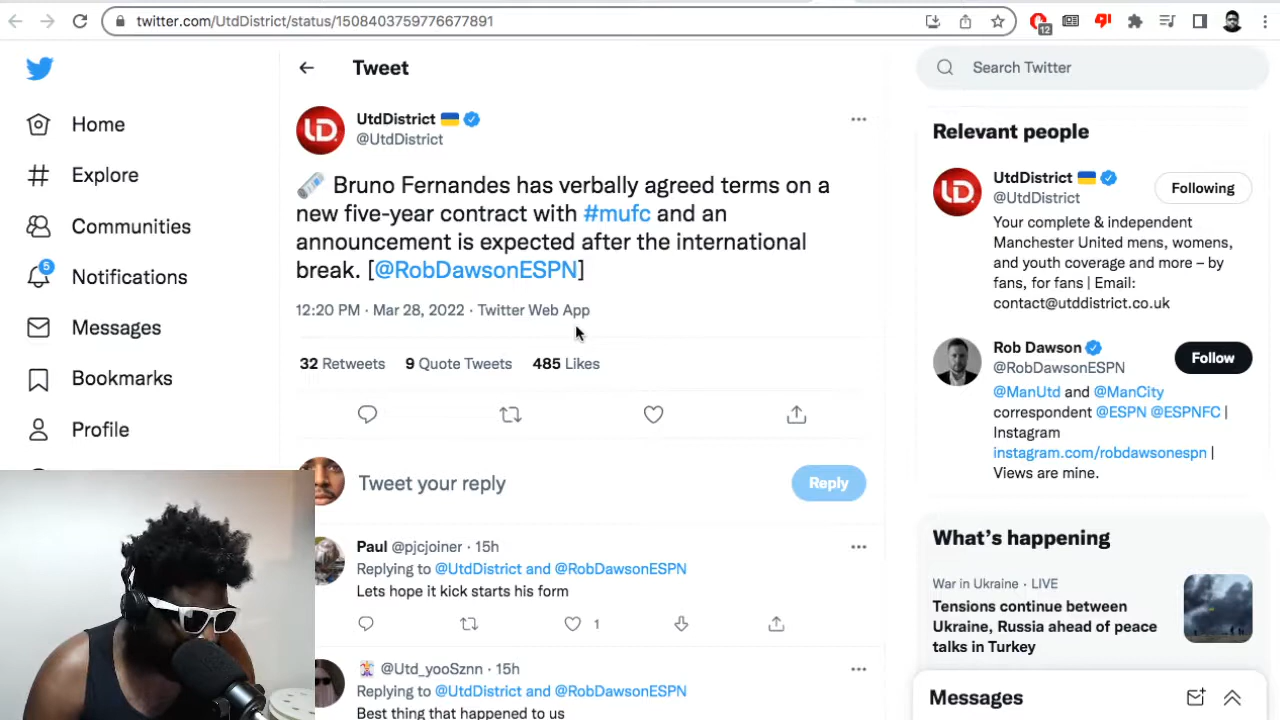 twitter.com/UtdDistrict/status/1508403759776677891
12
Home
Explore
Communities
5
Notifications
Messages
Bookmarks
Profile
Tweet
UD
UtdDistrict
@UtdDistrict
Bruno Fernandes has verbally agreed terms on a
new five-year contract with #mufc and an
announcement is expected after the international
break. [@RobDawsonESPN]
12:20 PM · Mar 28, 2022 · Twitter Web App
32 Retweets 9 Quote Tweets 485 Likes
Tweet your reply
Reply
Paul @pjcjoiner · 15h
Replying to @UtdDistrict and @RobDawsonESPN
Lets hope it kick starts his form
1
@Utd_yooSznn · 15h
Replying to @UtdDistrict and @RobDawsonESPN
Best thing that happened to us
Search Twitter
Relevant people
UD
UtdDistrict
@UtdDistrict
Following
Your complete & independent
Manchester United mens, womens,
and youth coverage and more – by
fans, for fans | Email:
contact@utddistrict.co.uk
Rob Dawson
@RobDawsonESPN
Follow
@ManUtd and @ManCity
correspondent @ESPN @ESPNFC |
Instagram
instagram.com/robdawsonespn |
Views are mine.
What's happening
War in Ukraine · LIVE
Tensions continue between
Ukraine, Russia ahead of peace
talks in Turkey
Messages